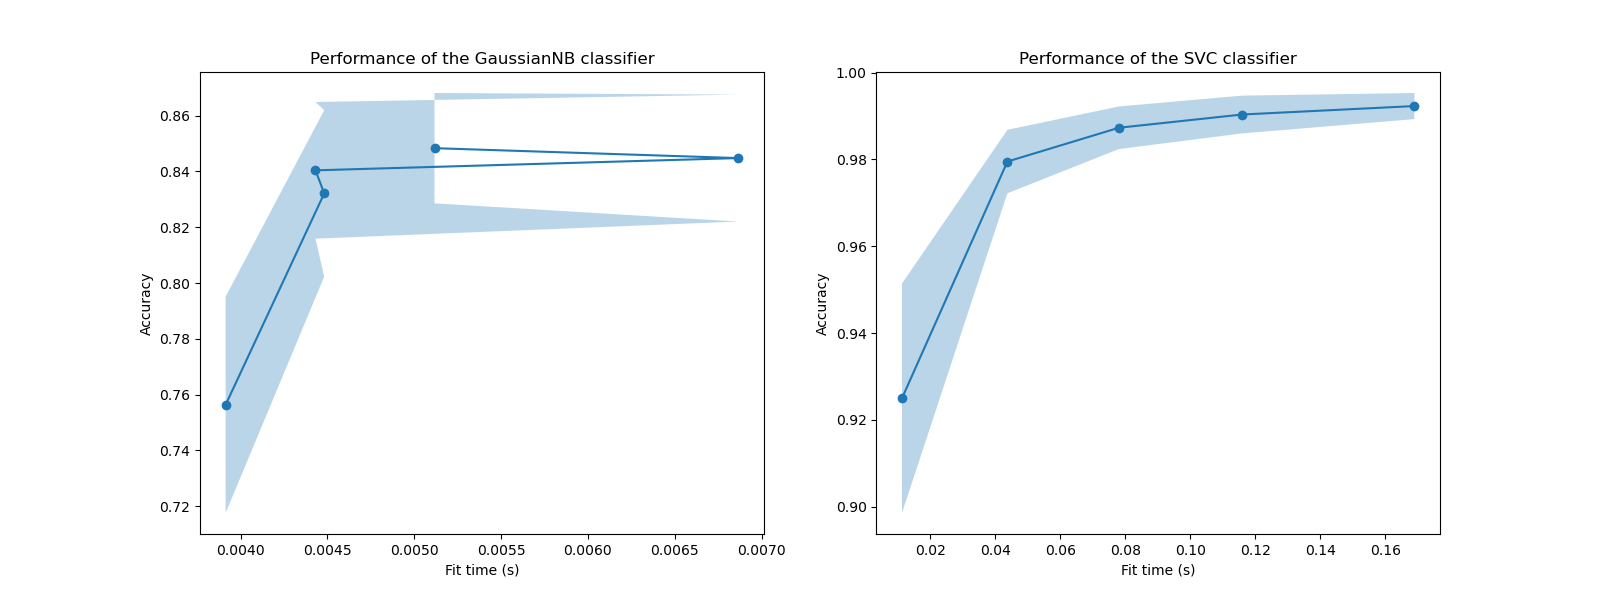 Performance of the GaussianNB classifier
0.86
0.84
0.82
0.80
0.78
0.76
0.74
0.72
Accuracy
0.0040 0.0045 0.0050 0.0055 0.0060 0.0065 0.0070
Fit time (s)
Performance of the SVC classifier
1.00
0.98
0.96
0.94
0.92
0.90
Accuracy
0.02 0.04 0.06 0.08 0.10 0.12 0.14 0.16
Fit time (s)